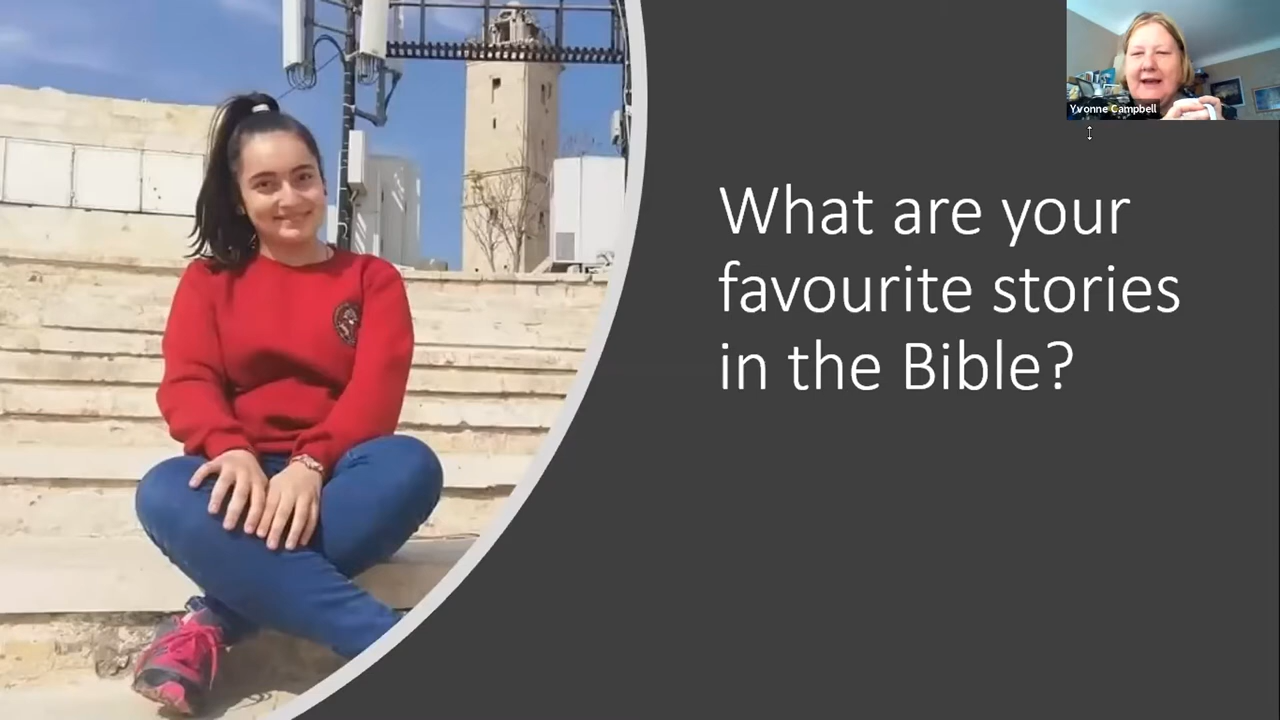 Yvonne Campbell
What are your
favourite stories
in the Bible?